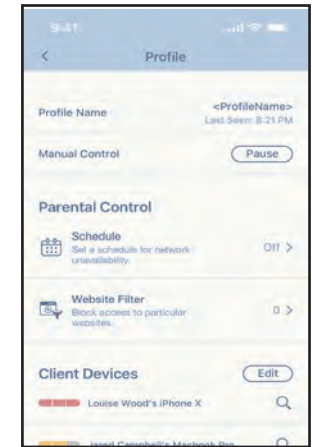 9:41
Profile
Profile Name
<ProfileName>
Last Seen: 8:21 PM
Manual Control
Pause
Parental Control
Schedule
Off
Set a schedule for network
unavailability.
Website Filter
0
Block access to particular
websites.
Client Devices
Edit
Louise Wood's iPhone X
Jared Campbell's Macbook Pro